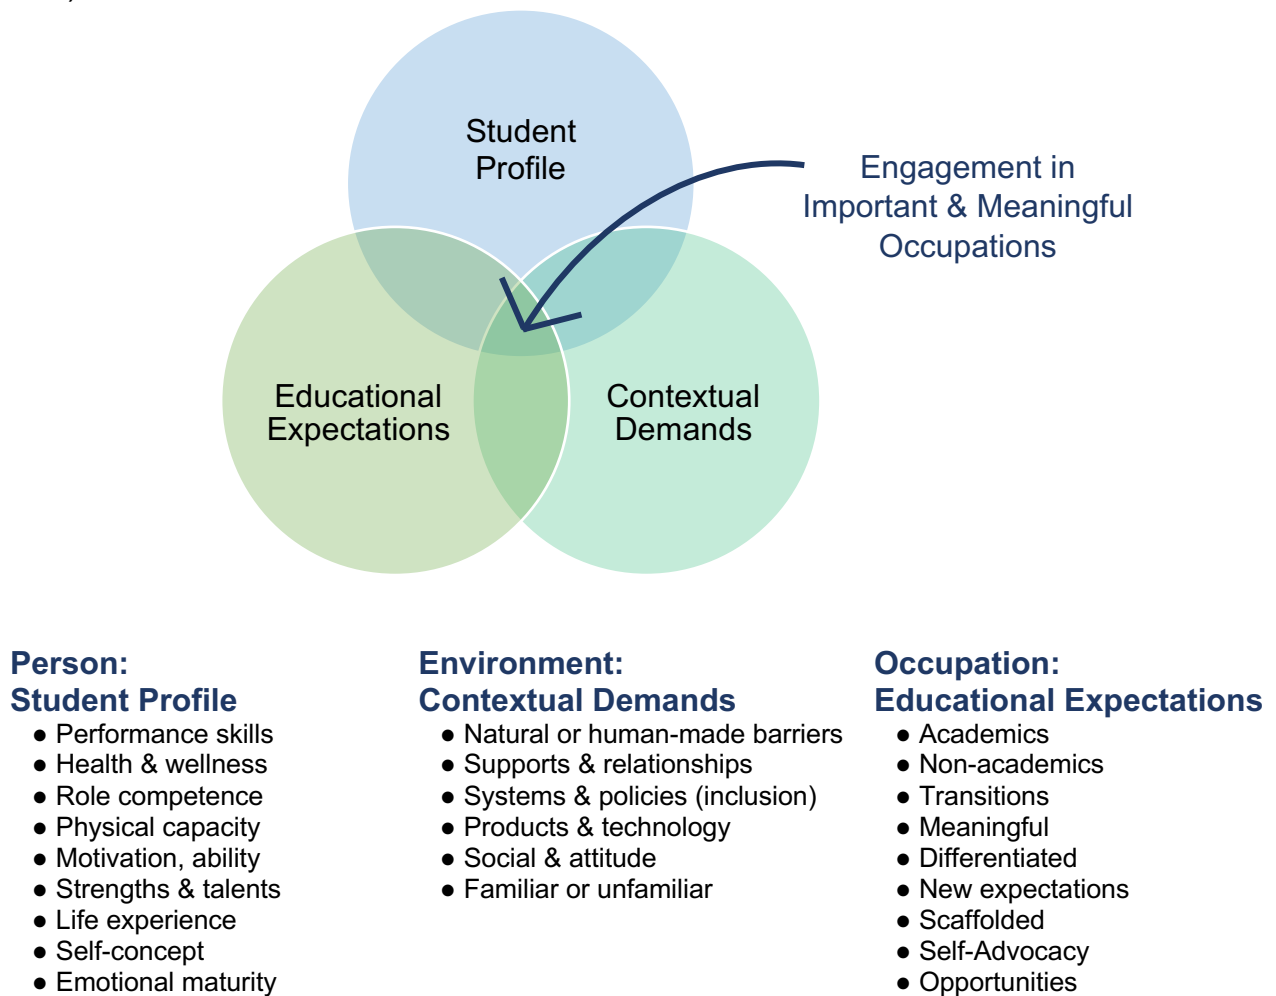 Student
Profile
Engagement in
Important & Meaningful
Occupations
Educational
Expectations
Contextual
Demands
Person:
Student Profile
● Performance skills
● Health & wellness
● Role competence
● Physical capacity
● Motivation, ability
● Strengths & talents
● Life experience
● Self-concept
● Emotional maturity
Environment:
Contextual Demands
● Natural or human-made barriers
● Supports & relationships
● Systems & policies (inclusion)
● Products & technology
● Social & attitude
● Familiar or unfamiliar
Occupation:
Educational Expectations
● Academics
● Non-academics
● Transitions
● Meaningful
● Differentiated
● New expectations
● Scaffolded
● Self-Advocacy
● Opportunities